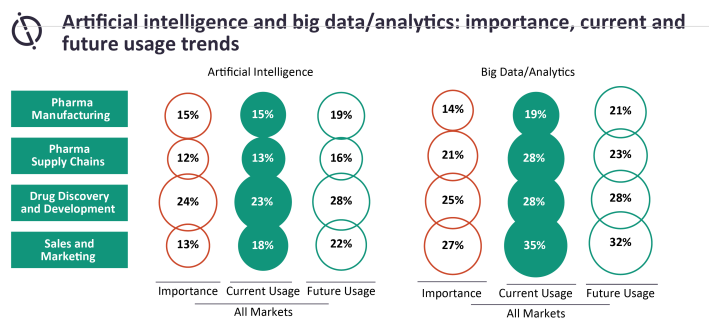 Artificial intelligence and big data/analytics: importance, current and
future usage trends
Artificial Intelligence
Big Data/Analytics
Pharma
Manufacturing
15% 15% 19% 14% 19% 21%
Pharma
Supply Chains
12% 13% 16% 21% 28% 23%
Drug Discovery
and Development
24% 23% 28% 25% 28% 28%
Sales and
Marketing
13% 18% 22% 27% 35% 32%
Importance Current Usage Future Usage
All Markets
Importance Current Usage Future Usage
All Markets